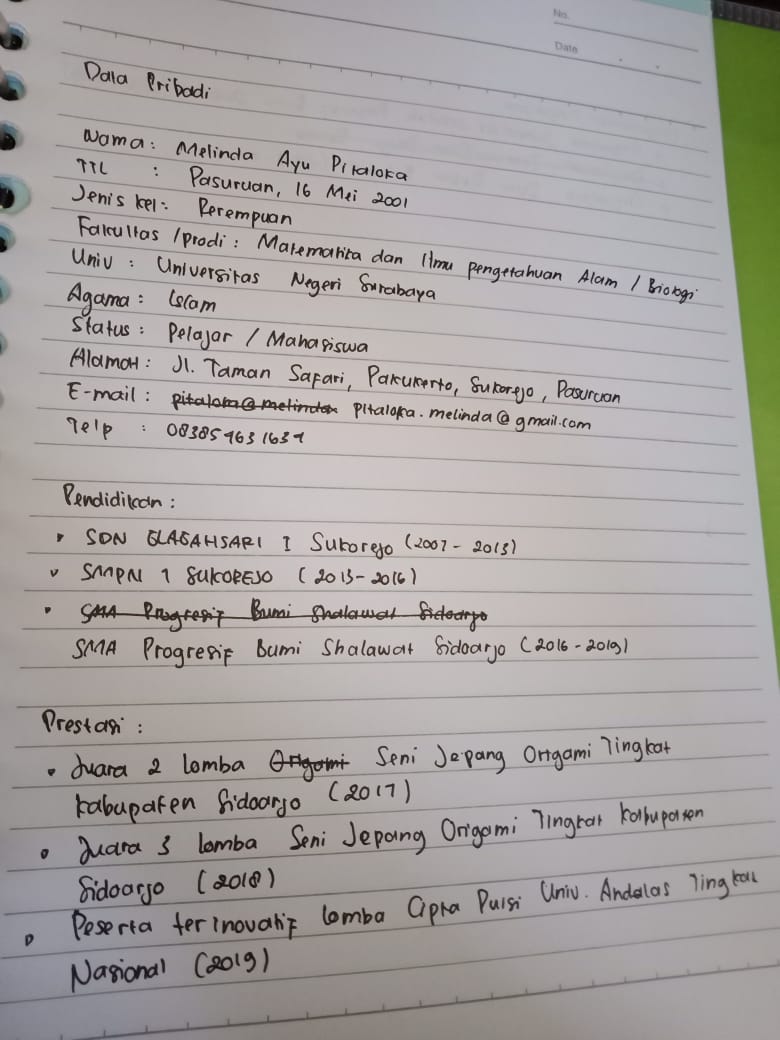 No.
Date
Data Pribadi
Nama : Melinda Ayu Pitaloka
TTL : Pasuruan, 16 Mei 2001
Jenis kel : Perempuan
Fakultas /prodi : Matematika dan Ilmu Pengetahuan Alam / Biologi
Univ : Universitas Negeri Surabaya
Agama : Islam
Status : Pelajar / Mahasiswa
Alamat : Jl. Taman Safari, Pakukerto, Sukorejo, Pasuruan
E-mail : pitaloka@melinda pitaloka.melinda@gmail.com
Telp :
Pendidikan :
• SDN GLAGAHSARI I Sukorejo (2007 - 2013)
• SMPN 1 SUKOREJO (2013 - 2016)
• SMA Progresif Bumi Shalawat Sidoarjo
SMA Progresif Bumi Shalawat Sidoarjo (2016 - 2019)
Prestasi :
• Juara 2 lomba Origami Seni Jepang Origami Tingkat
kabupaten Sidoarjo (2017)
• Juara 3 lomba Seni Jepang Origami Tingkat Kabupaten
Sidoarjo (2018)
• Peserta terinovatif lomba Cipta Puisi Univ. Andalas Tingkat
Nasional (2019)